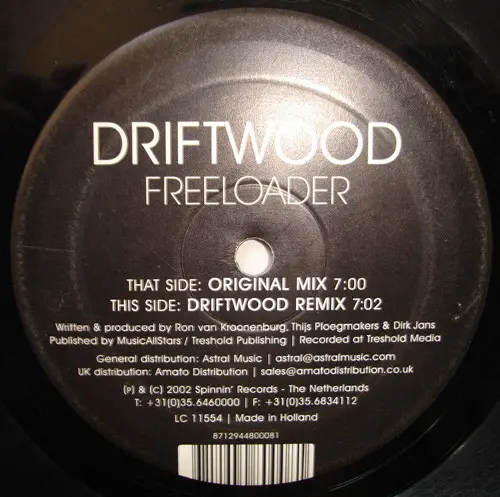 DRIFTWOOD
FREELOADER
THAT SIDE: ORIGINAL MIX 7:00
THIS SIDE: DRIFTWOOD REMIX 7:02
Written & produced by Ron van Kroonenburg, Thijs Ploegmakers & Dirk Jans
Published by MusicAllStars / Treshold Publishing | Recorded at Treshold Media
General distribution: Astral Music | astral@astralmusic.com
UK distribution: Amato Distribution | sales@amatodistribution.co.uk
(P) & (C) 2002 Spinnin' Records - The Netherlands
T: +31(0)35.6460000 | F: +31(0)35.6834112
LC 11554 | Made in Holland
8712944800081